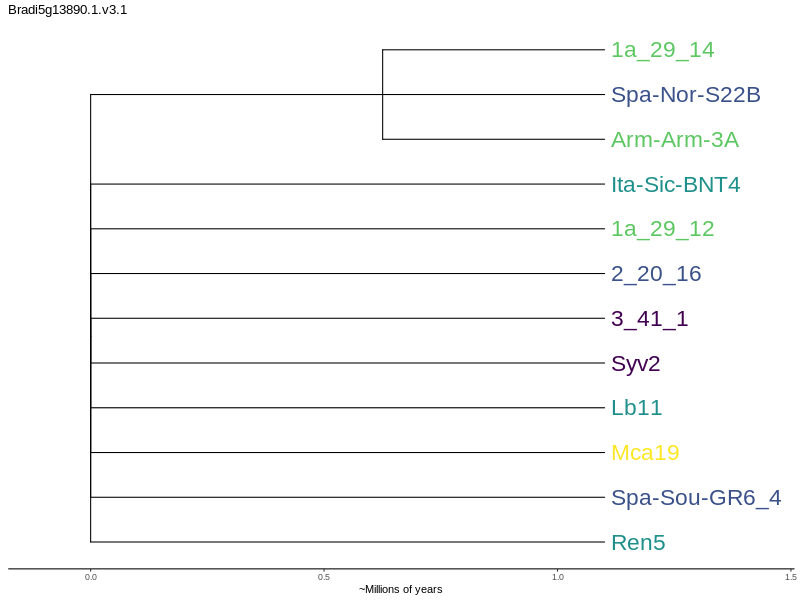 Bradi5g13890.1.v3.1
1a_29_14
Spa-Nor-S22B
Arm-Arm-3A
Ita-Sic-BNT4
1a_29_12
2_20_16
3_41_1
Syv2
Lb11
Mca19
Spa-Sou-GR6_4
Ren5
0.0 0.5 1.0 1.5
~Millions of years